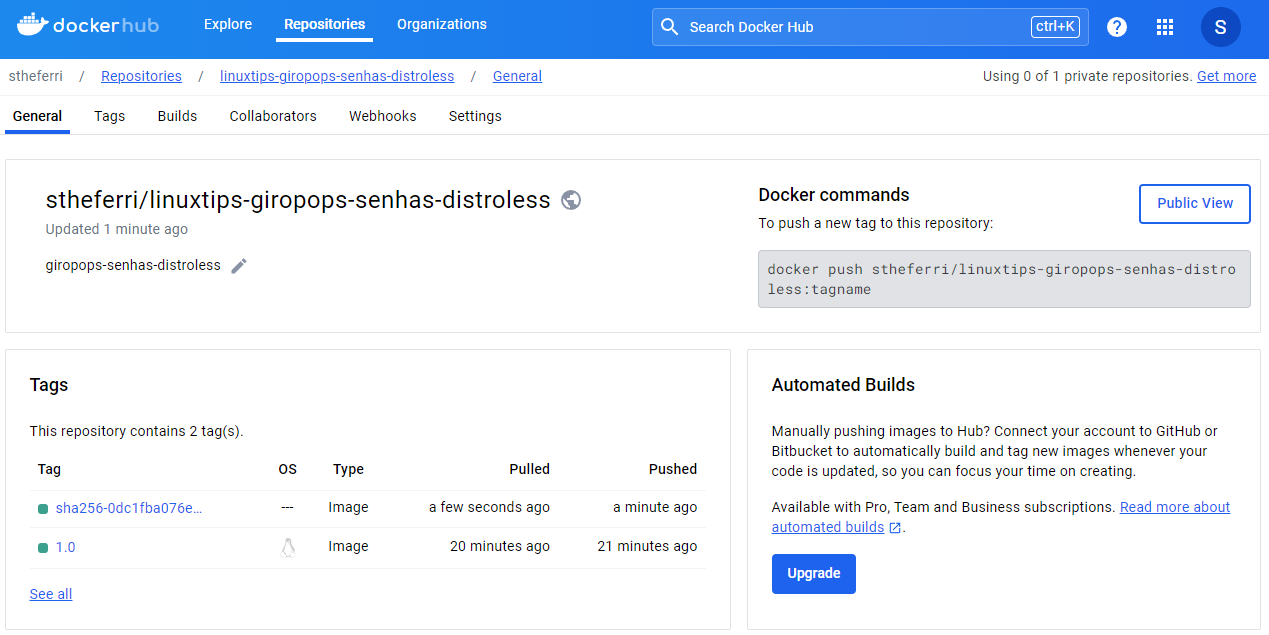 dockerhub
Explore
Repositories
Organizations
Search Docker Hub
ctrl+K
?
S
stheferri / Repositories / linuxtips-giropops-senhas-distroless / General
Using 0 of 1 private repositories. Get more
General
Tags
Builds
Collaborators
Webhooks
Settings
stheferri/linuxtips-giropops-senhas-distroless
Updated 1 minute ago
giropops-senhas-distroless
Docker commands
Public View
To push a new tag to this repository:
docker push stheferri/linuxtips-giropops-senhas-distro
less:tagname
Tags
This repository contains 2 tag(s).
Tag OS Type Pulled Pushed
sha256-0dc1fba076e... --- Image a few seconds ago a minute ago
1.0 Image 20 minutes ago 21 minutes ago
See all
Automated Builds
Manually pushing images to Hub? Connect your account to GitHub or
Bitbucket to automatically build and tag new images whenever your
code is updated, so you can focus your time on creating.
Available with Pro, Team and Business subscriptions. Read more about
automated builds .
Upgrade